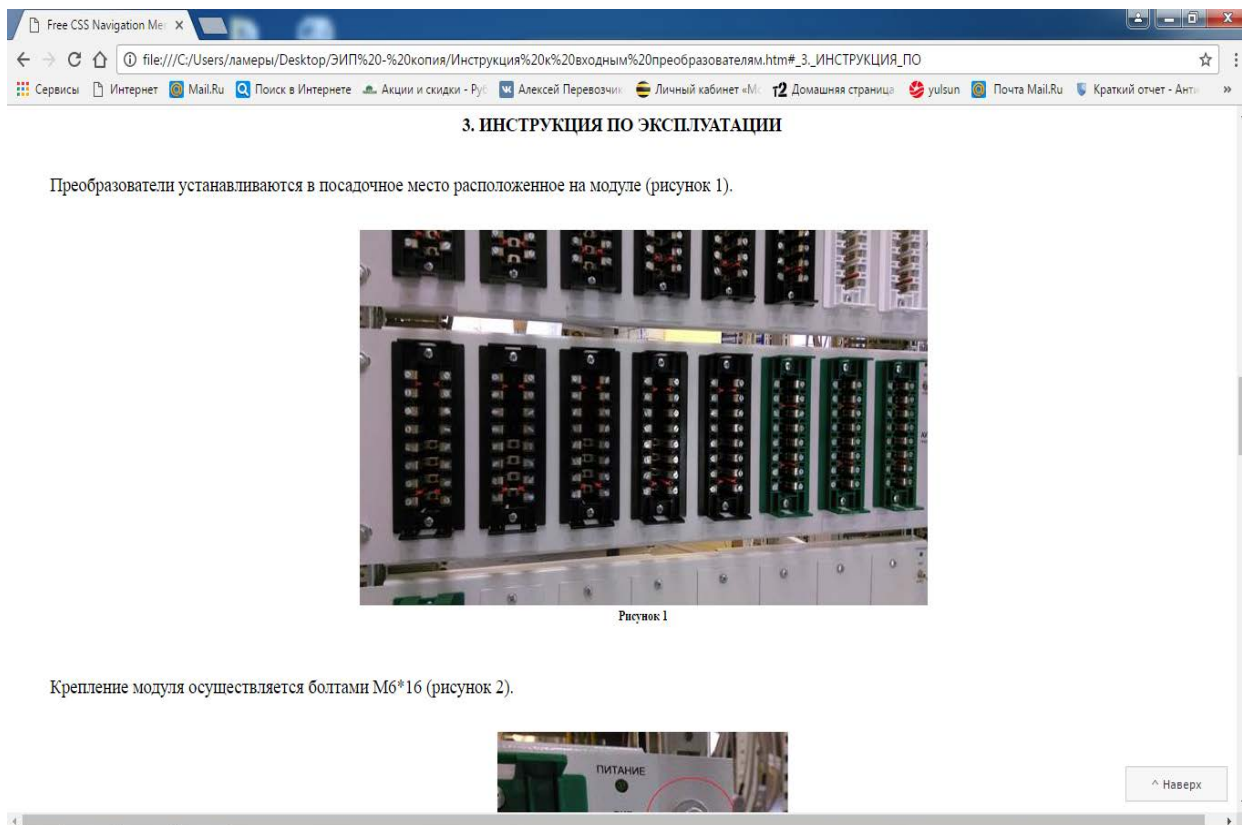 Free CSS Navigation Me
file:///C:/Users/ламеры/Desktop/ЭИП%20-%20копия/Инструкция%20к%20входным%20преобразователям.htm#_3._ИНСТРУКЦИЯ_ПО
Сервисы Интернет Mail.Ru Поиск в Интернете Акции и скидки - Ру Алексей Перевозчи Личный кабинет «М Домашняя страница yulsun Почта Mail.Ru Краткий отчет - Ант »
3. ИНСТРУКЦИЯ ПО ЭКСПЛУАТАЦИИ
Преобразователи устанавливаются в посадочное место расположенное на модуле (рисунок 1).
Рисунок 1
Крепление модуля осуществляется болтами М6*16 (рисунок 2).
ПИТАНИЕ
^ Наверх